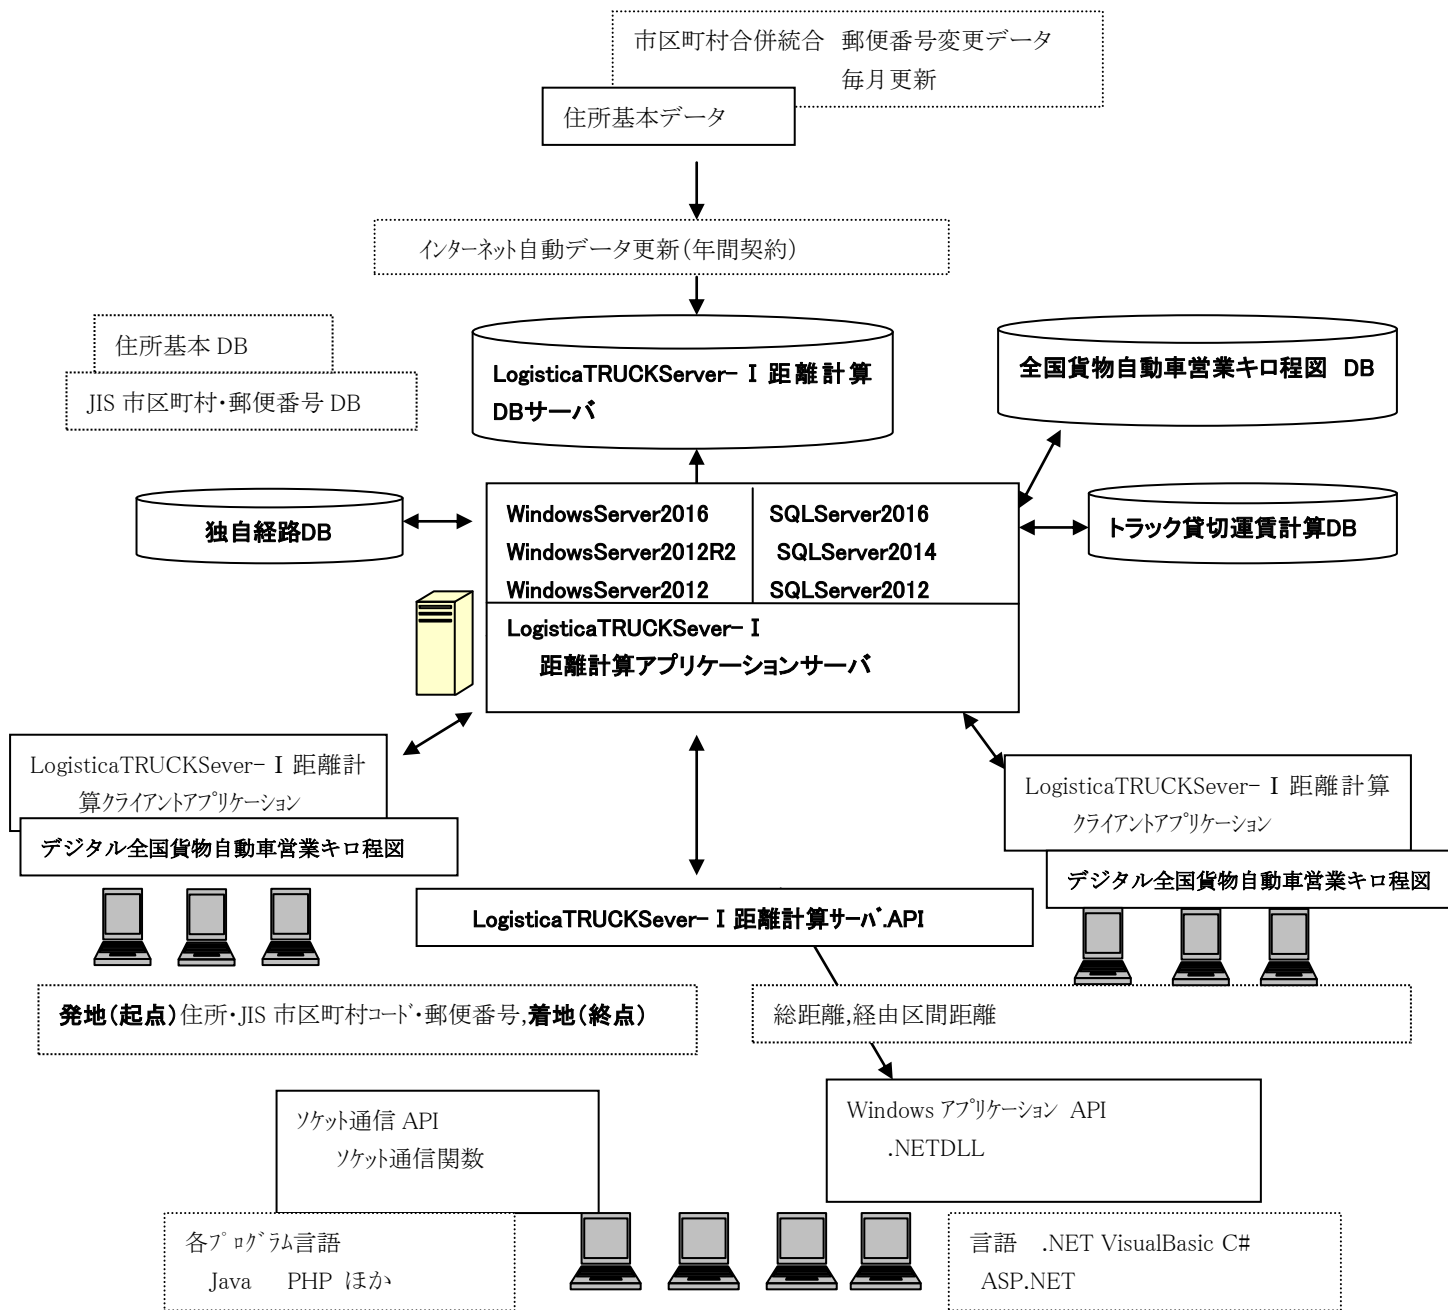 市区町村合併統合 郵便番号変更データ
毎月更新
住所基本データ
インターネット自動データ更新(年間契約)
住所基本 DB
JIS 市区町村・郵便番号 DB
LogisticaTRUCKServer-Ⅰ距離計算
DBサーバ
全国貨物自動車営業キロ程図 DB
独自経路DB
トラック貸切運賃計算DB
WindowsServer2016 SQLServer2016
WindowsServer2012R2 SQLServer2014
WindowsServer2012 SQLServer2012
LogisticaTRUCKSever-Ⅰ
距離計算アプリケーションサーバ
LogisticaTRUCKSever-Ⅰ距離計
算クライアントアプリケーション
デジタル全国貨物自動車営業キロ程図
LogisticaTRUCKSever-Ⅰ距離計算
クライアントアプリケーション
デジタル全国貨物自動車営業キロ程図
LogisticaTRUCKSever-Ⅰ距離計算サーバ.API
発地(起点)住所・JIS 市区町村コード・郵便番号,着地(終点)
総距離,経由区間距離
ソケット通信 API
ソケット通信関数
Windows アプリケーション API
.NETDLL
各プログラム言語
Java PHP ほか
言語 .NET VisualBasic C#
ASP.NET